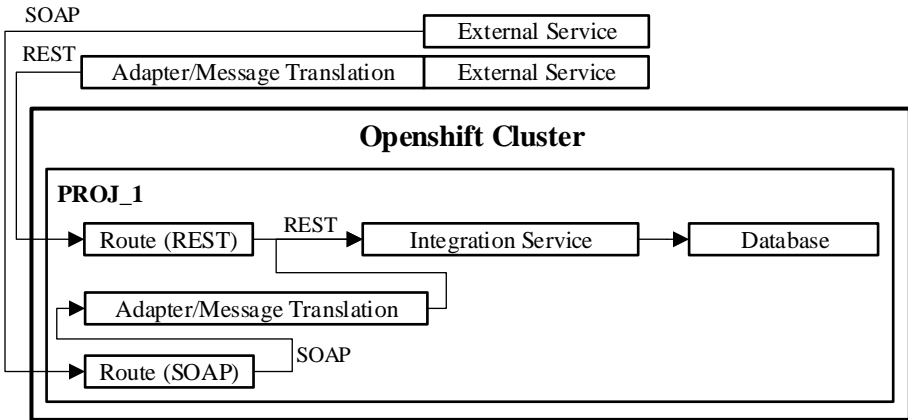 SOAP
External Service
REST
Adapter/Message Translation
External Service
Openshift Cluster
PROJ_1
Route (REST)
REST
Integration Service
Database
Adapter/Message Translation
SOAP
Route (SOAP)